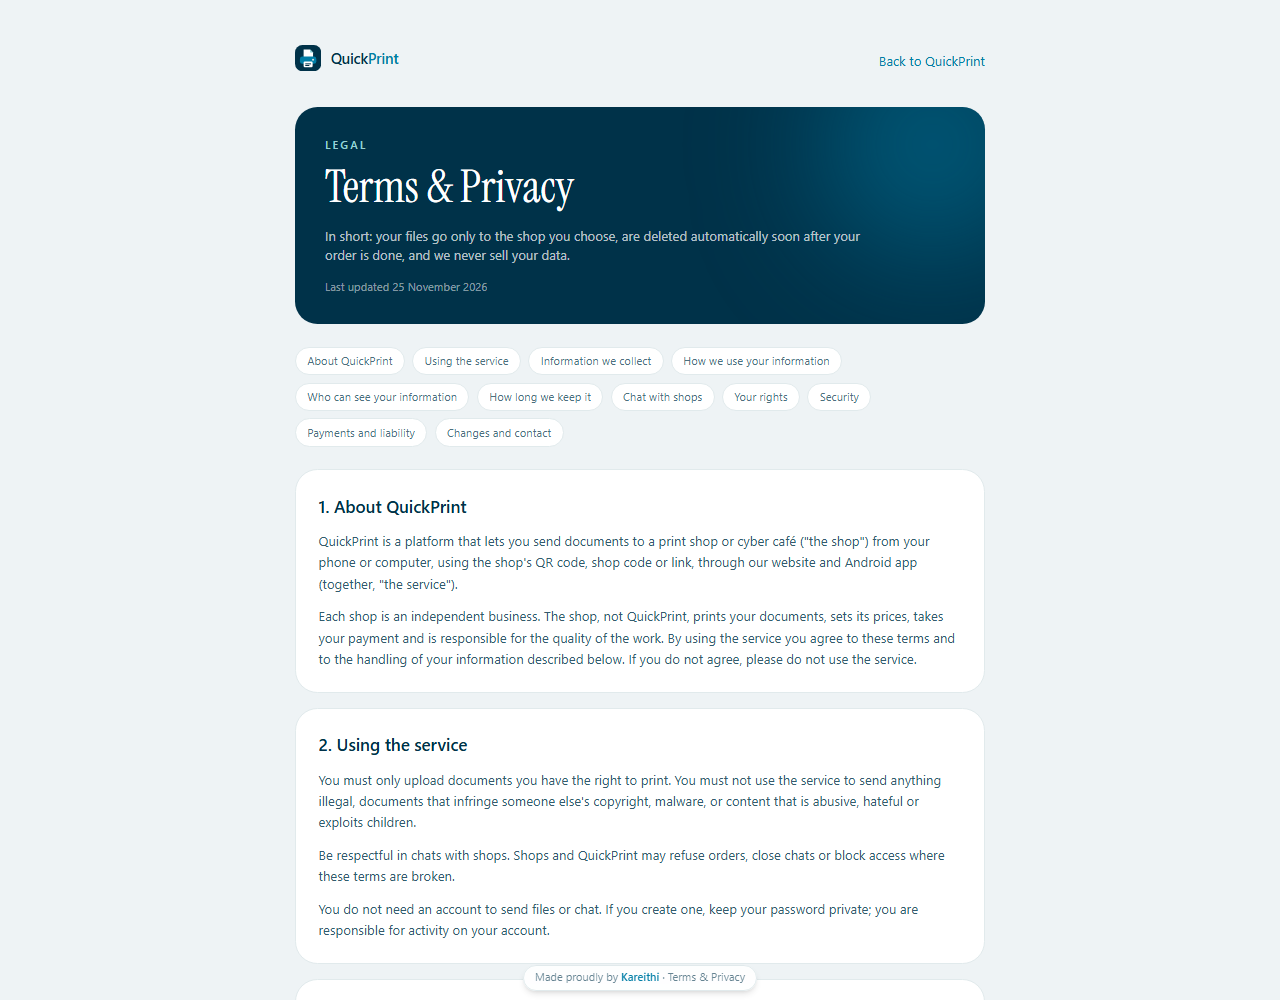 QuickPrint
Back to QuickPrint
LEGAL
Terms & Privacy
In short: your files go only to the shop you choose, are deleted automatically soon after your
order is done, and we never sell your data.
Last updated 25 November 2026
About QuickPrint
Using the service
Information we collect
How we use your information
Who can see your information
How long we keep it
Chat with shops
Your rights
Security
Payments and liability
Changes and contact
1. About QuickPrint
QuickPrint is a platform that lets you send documents to a print shop or cyber café ("the shop") from your
phone or computer, using the shop's QR code, shop code or link, through our website and Android app
(together, "the service").
Each shop is an independent business. The shop, not QuickPrint, prints your documents, sets its prices, takes
your payment and is responsible for the quality of the work. By using the service you agree to these terms and
to the handling of your information described below. If you do not agree, please do not use the service.
2. Using the service
You must only upload documents you have the right to print. You must not use the service to send anything
illegal, documents that infringe someone else's copyright, malware, or content that is abusive, hateful or
exploits children.
Be respectful in chats with shops. Shops and QuickPrint may refuse orders, close chats or block access where
these terms are broken.
You do not need an account to send files or chat. If you create one, keep your password private; you are
responsible for activity on your account.
Made proudly by Kareithi · Terms & Privacy